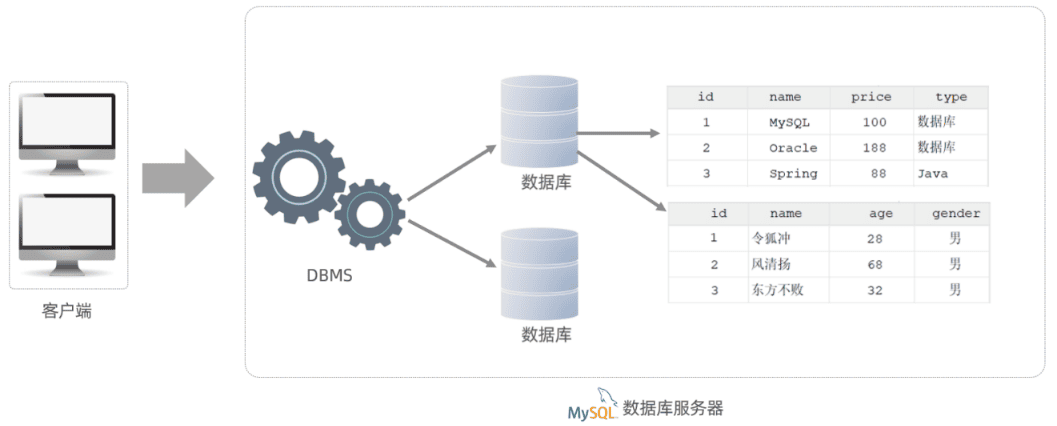 客户端
DBMS
数据库
数据库
id name price type
1 MySQL 100 数据库
2 Oracle 188 数据库
3 Spring 88 Java
id name age gender
1 令狐冲 28 男
2 风清扬 68 男
3 东方不败 32 男
MySQL 数据库服务器